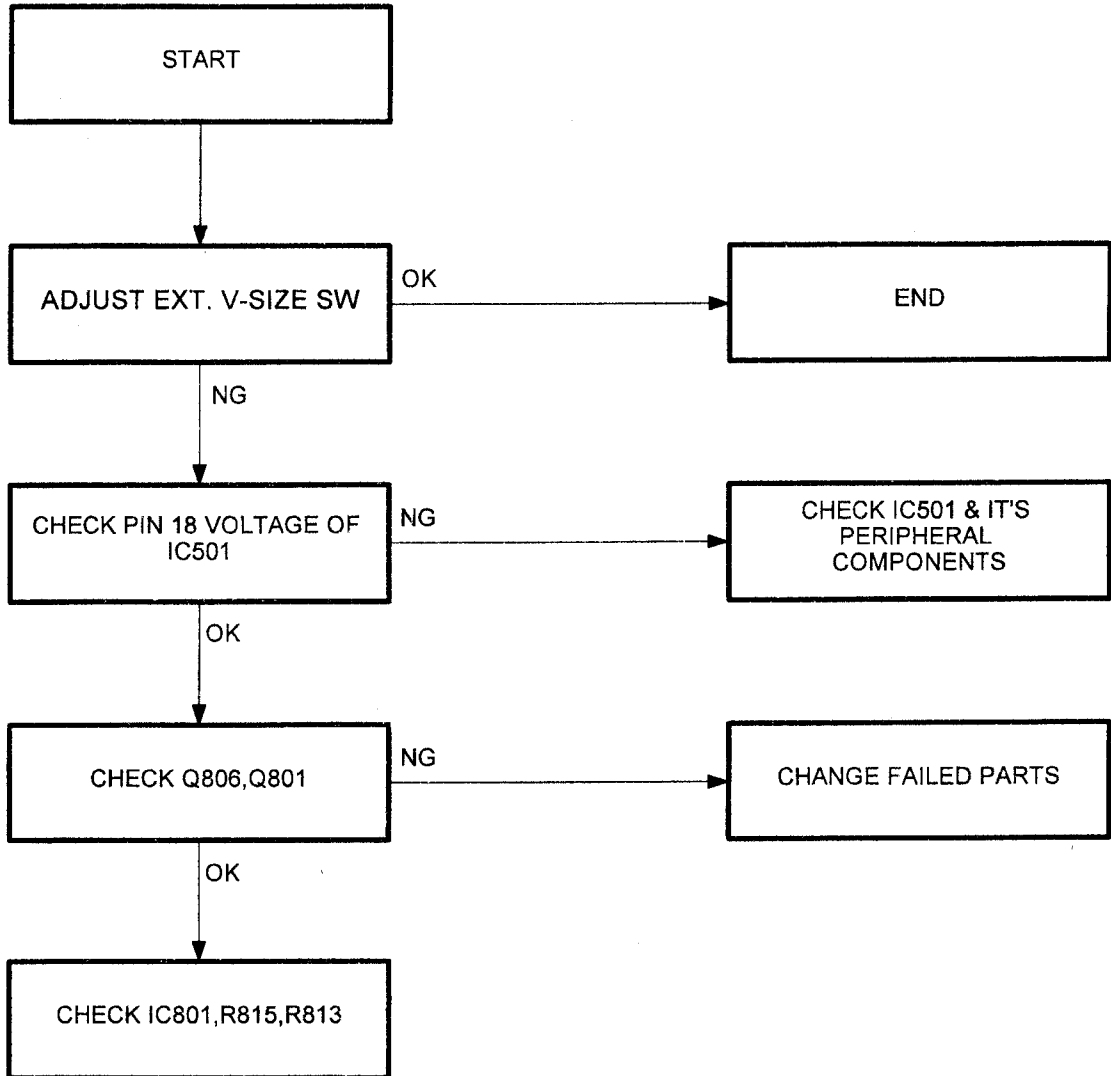 START
ADJUST EXT. V-SIZE SW
OK
END
NG
CHECK PIN 18 VOLTAGE OF
IC501
NG
CHECK IC501 & IT'S
PERIPHERAL
COMPONENTS
OK
CHECK Q806,Q801
NG
CHANGE FAILED PARTS
OK
CHECK IC801,R815,R813